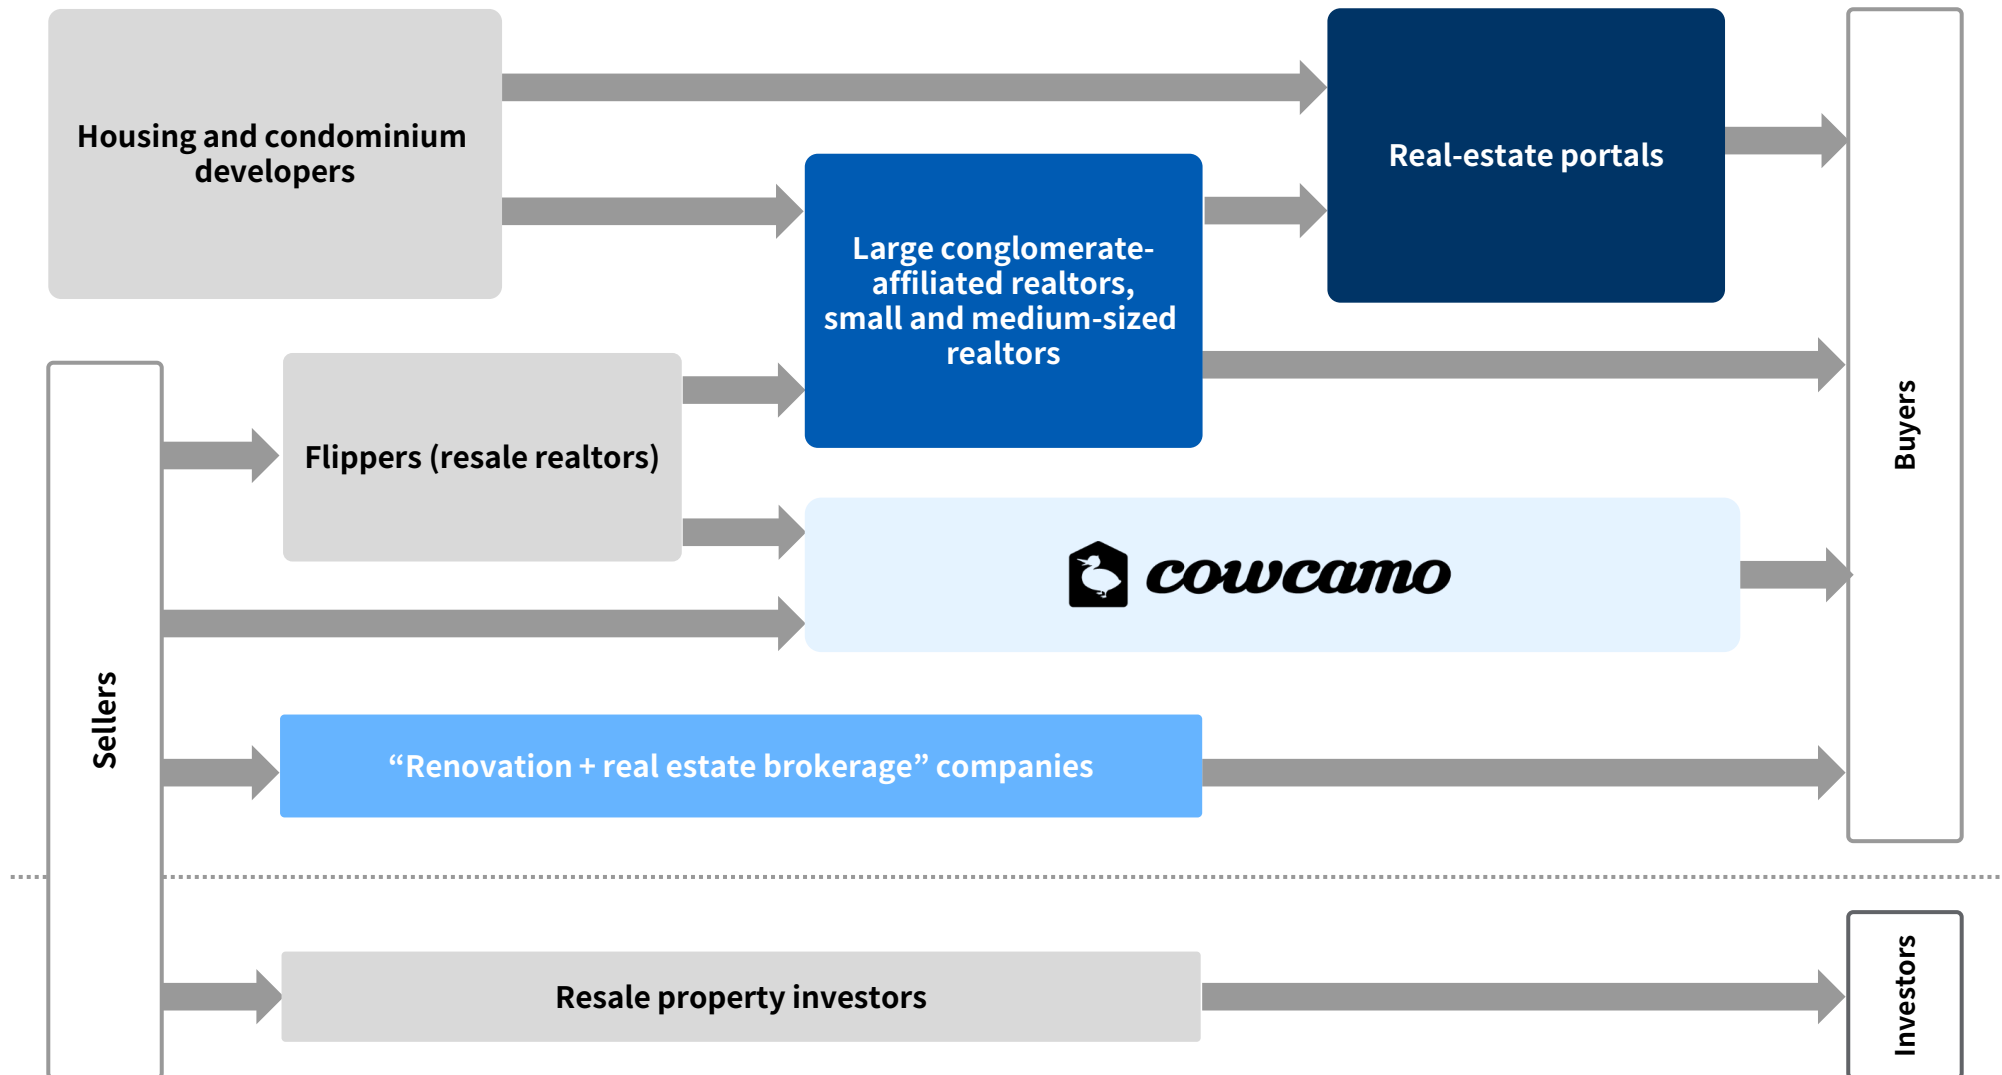 Housing and condominium
developers
Real-estate portals
Large conglomerate-
affiliated realtors,
small and medium-sized
realtors
Buyers
Flippers (resale realtors)
cowcamo
Sellers
“Renovation + real estate brokerage” companies
Resale property investors
Investors